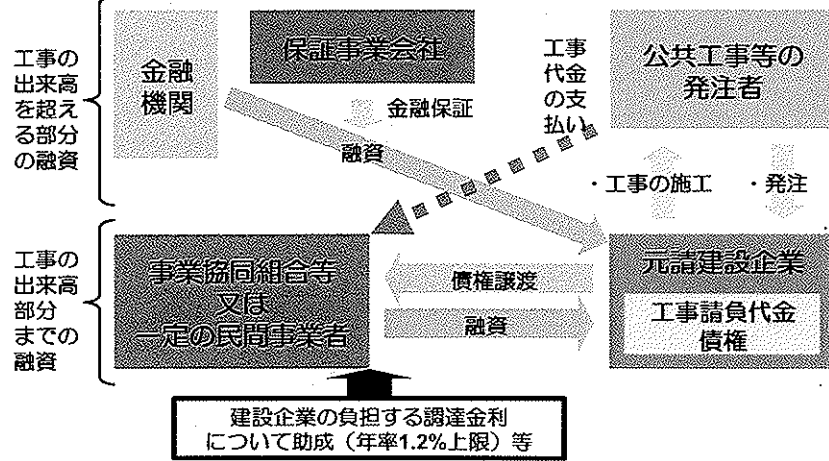 工事の
出来高
を超え
る部分
の融資
金融
機関
保証事業会社
金融保証
融資
工事
代金
の支
払い
公共工事等の
発注者
・工事の施工
・発注
工事の
出来高
部分
までの
融資
事業協同組合等
又は
一定の民間事業者
債権譲渡
融資
元請建設企業
工事請負代金
債権
建設企業の負担する調達金利
について助成（年率1.2%上限）等